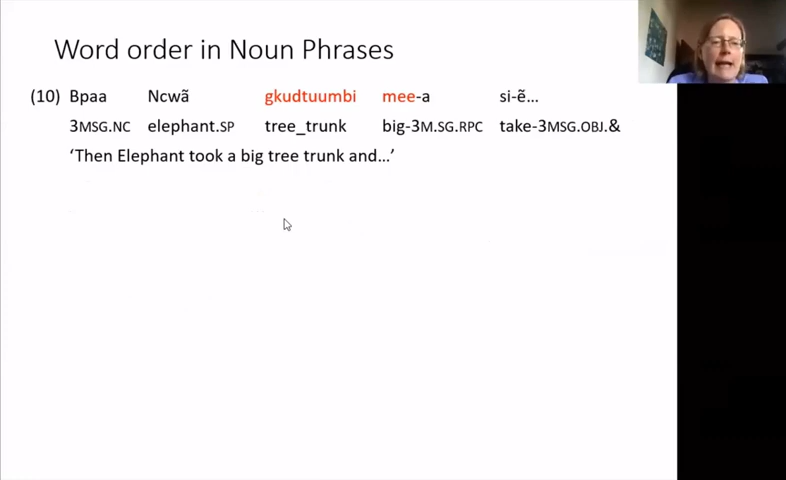 Word order in Noun Phrases
(10) Bpaa Ncwã gkudtuumbi mee-a si-ẽ…
3MSG.NC elephant.SP tree_trunk big-3M.SG.RPC take-3MSG.OBJ.&
‘Then Elephant took a big tree trunk and…’